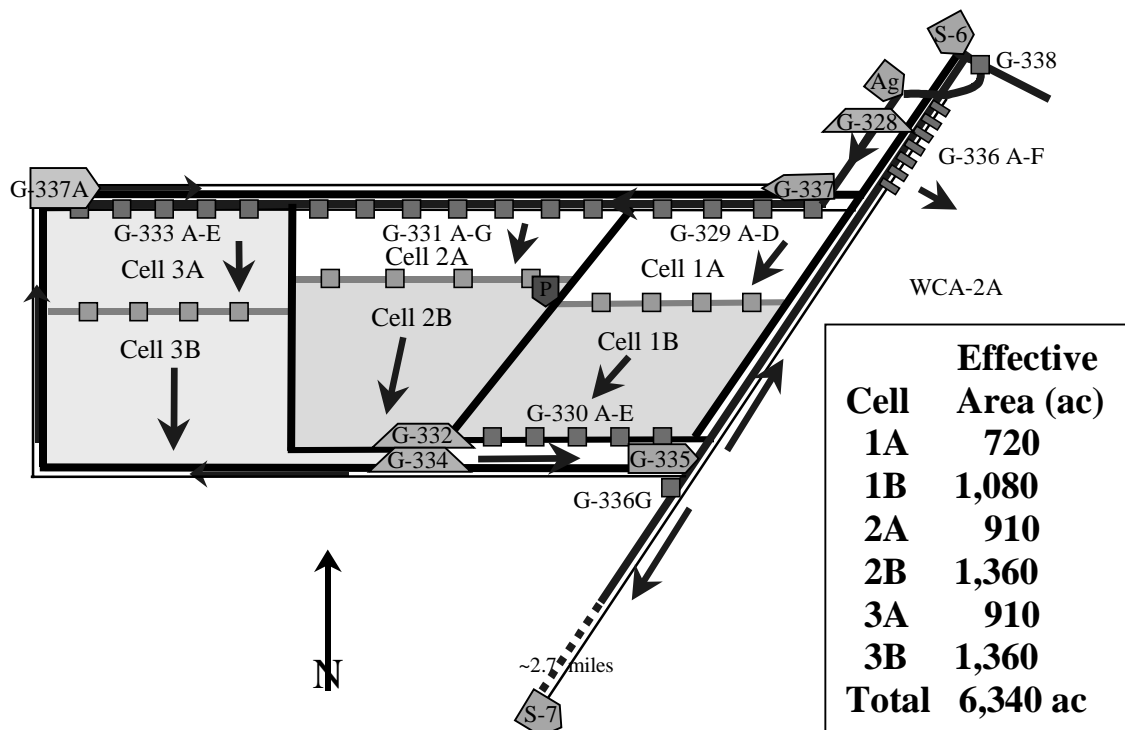 S-6
G-338
Ag
G-328
G-336 A-F
G-337A
G-337
G-333 A-E
G-331 A-G
G-329 A-D
Cell 3A
Cell 2A
Cell 1A
P
WCA-2A
Cell 3B
Cell 2B
Cell 1B
G-330 A-E
G-332
G-334
G-335
G-336G
N
~2.7 miles
S-7
Effective
Cell Area (ac)
1A 720
1B 1,080
2A 910
2B 1,360
3A 910
3B 1,360
Total 6,340 ac